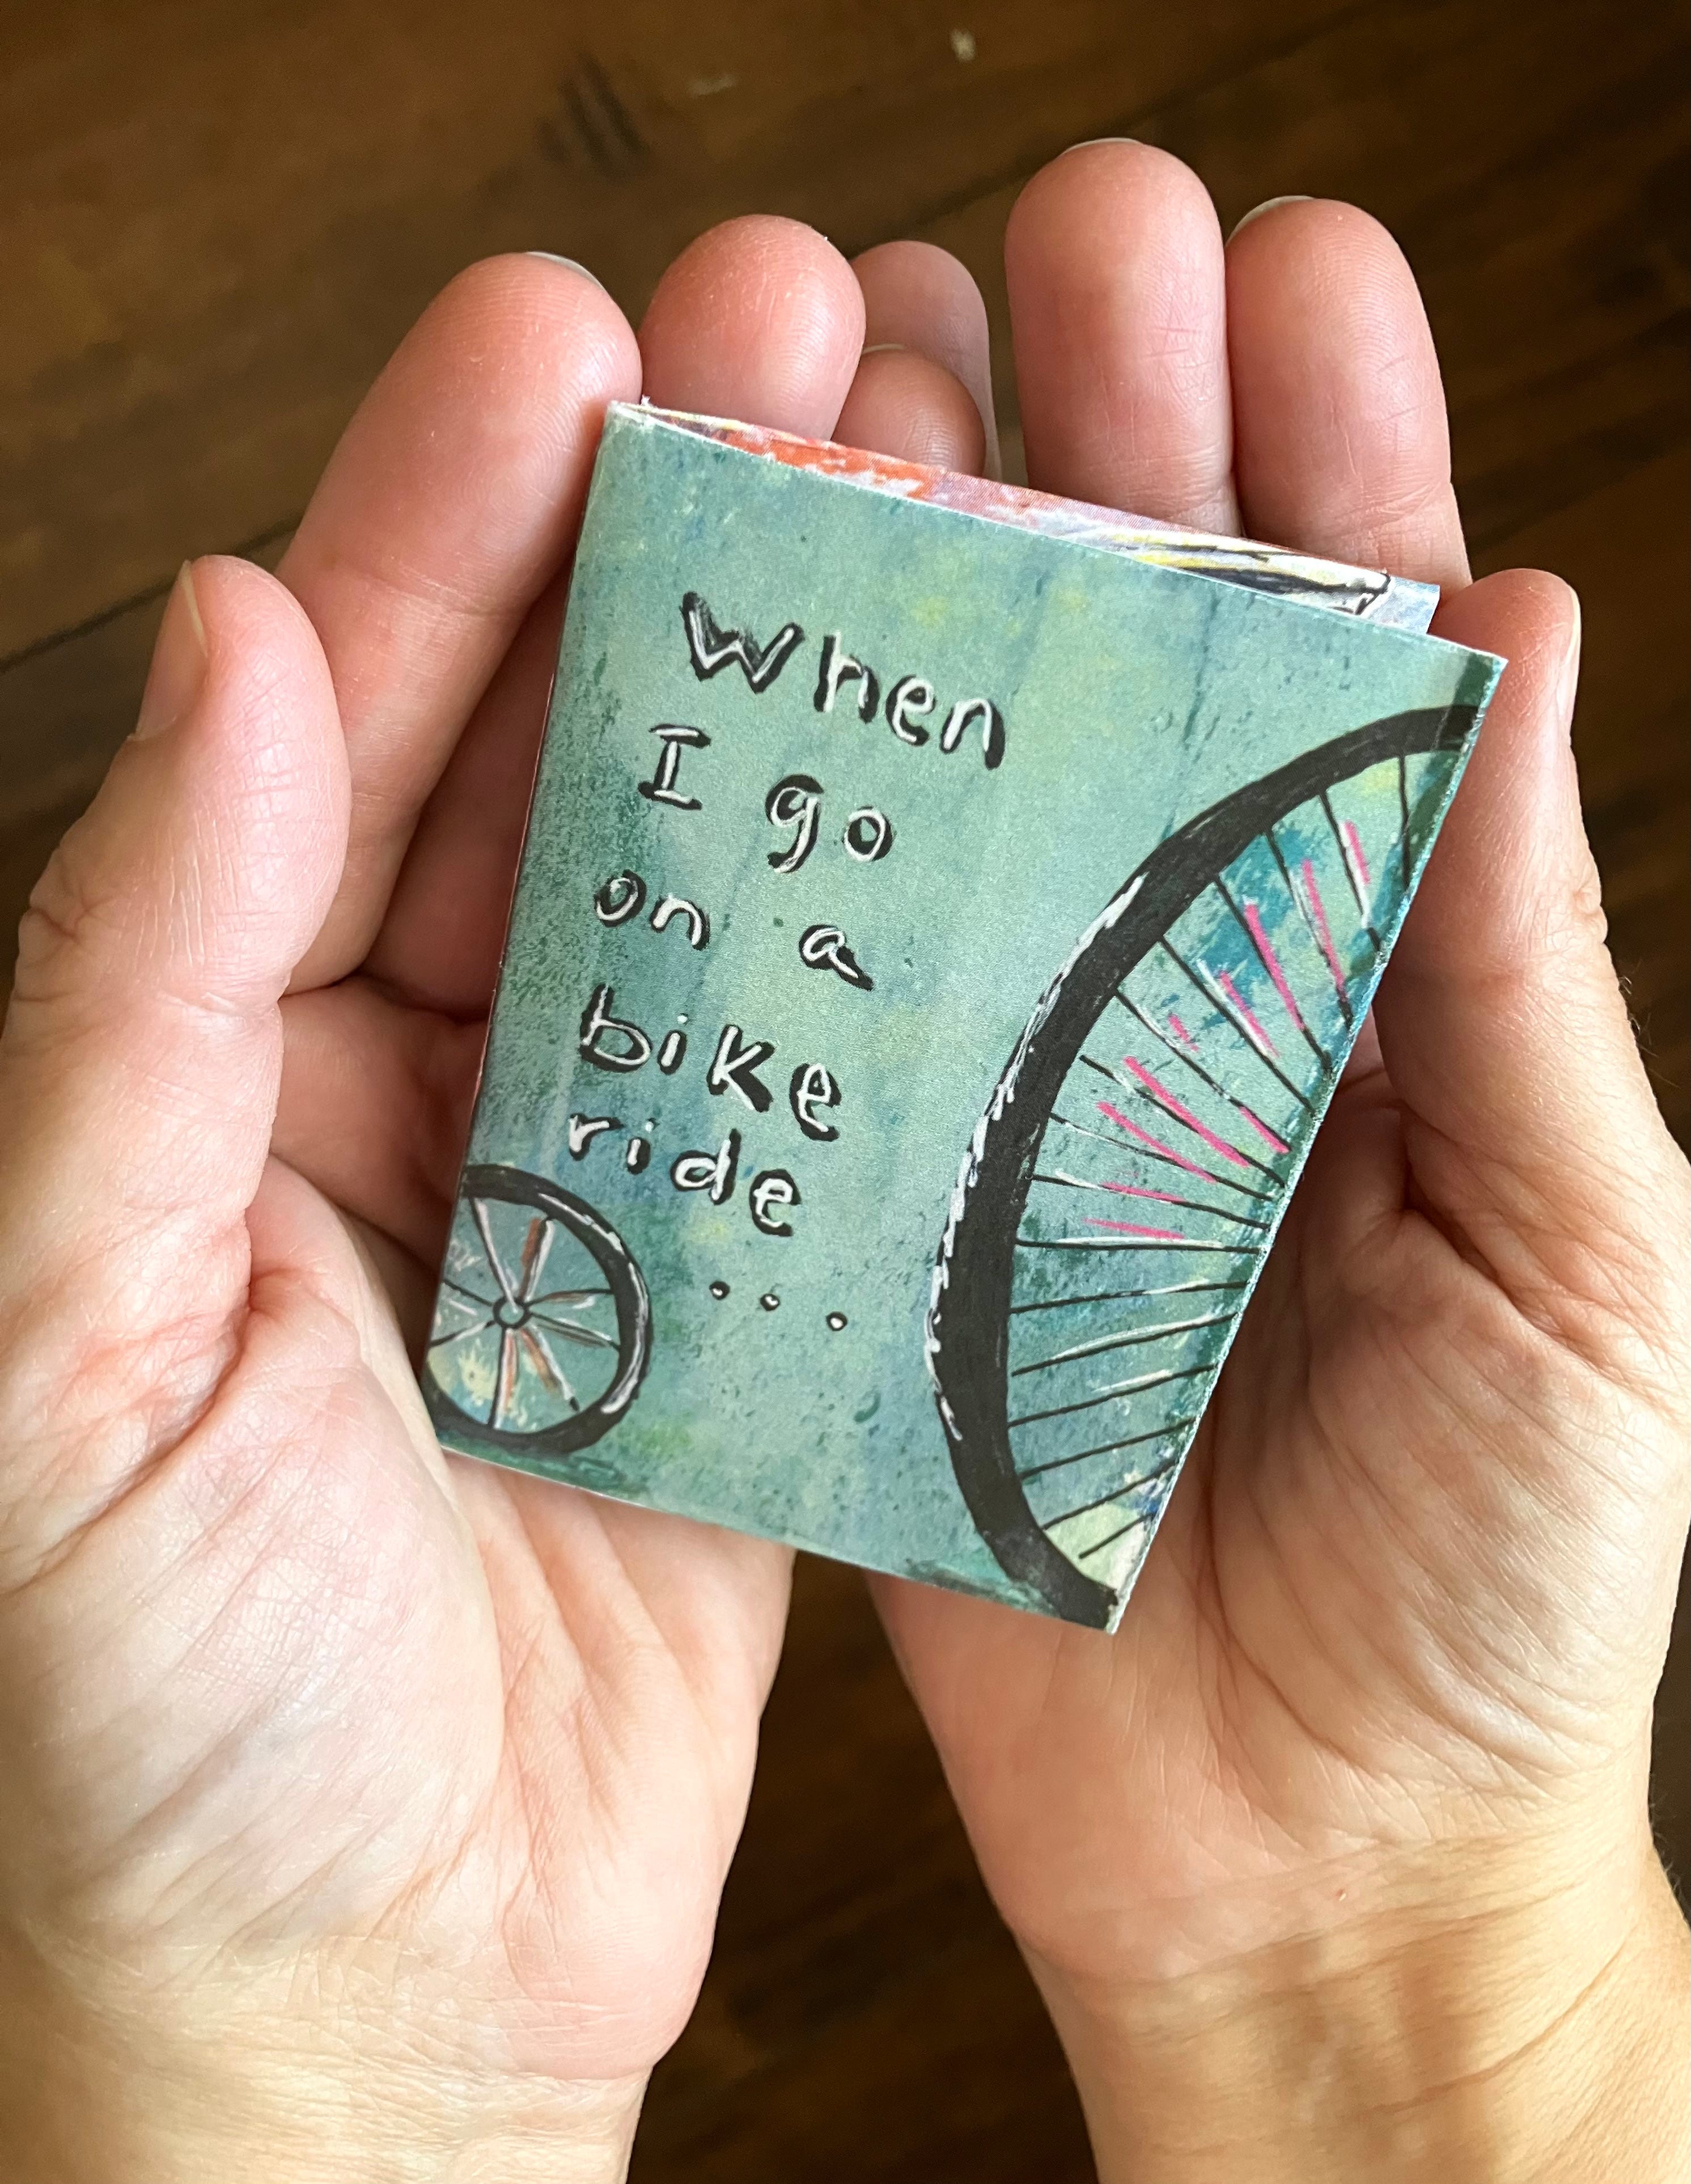 When
I go
on a
bike
ride
...